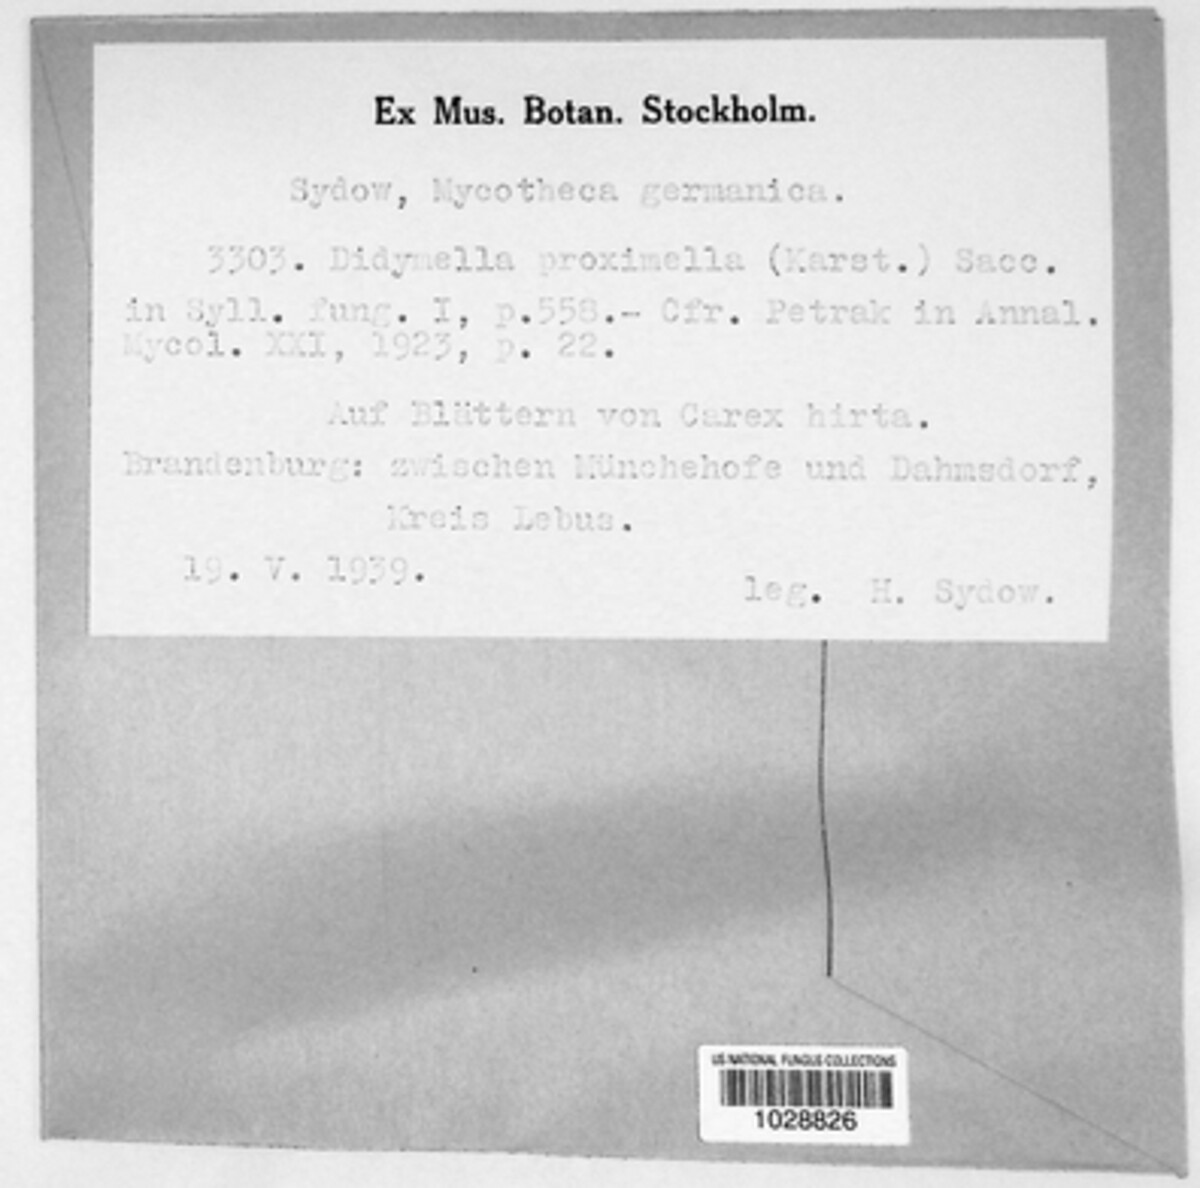 Ex Mus. Botan. Stockholm.
Sydow, Mycotheca germanica.
3303. Didymella proximella (Karst.) Sacc.
in Syll. fung. I, p.558.- Cfr. Petrak in Annal.
Mycol. XXI, 1923, p. 22.
Auf Blättern von Carex hirta.
Brandenburg: zwischen Münchehofe und Dahmsdorf,
Kreis Lebus.
19. V. 1939.
leg. H. Sydow.
US NATIONAL FUNGUS COLLECTIONS
1028826